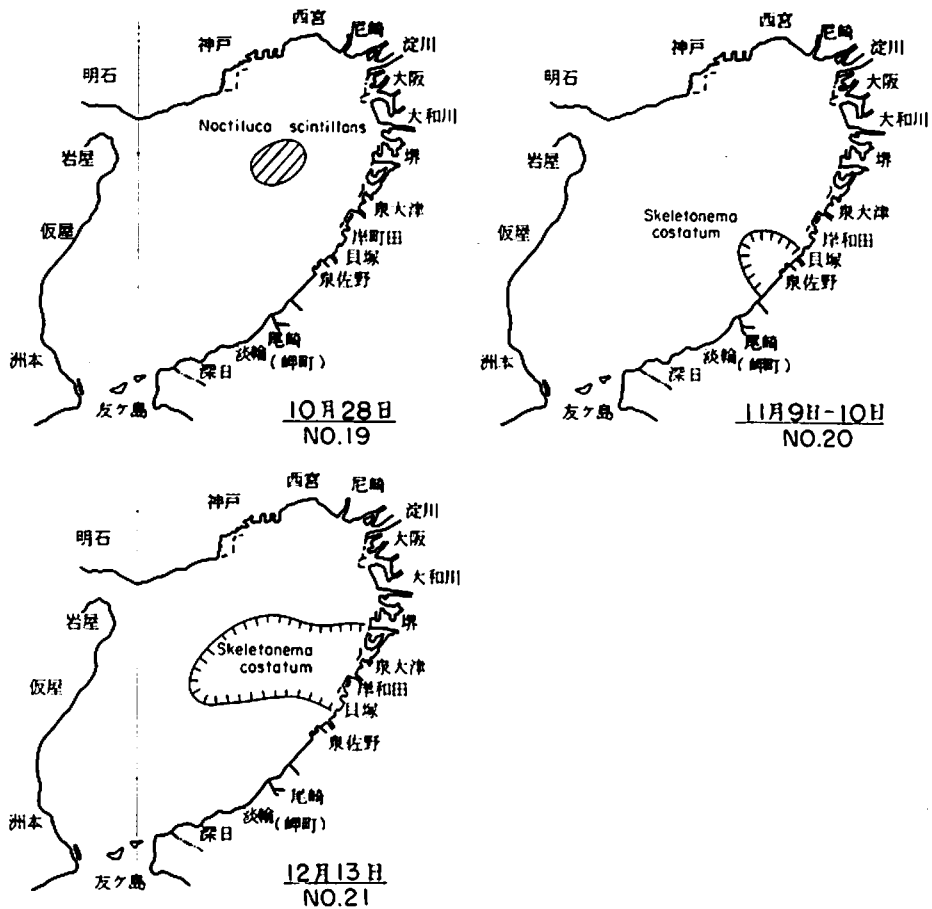 西宮
尼崎
神戸
淀川
明石
大阪
大和川
Noctiluca scintillans
岩屋
堺
泉大津
仮屋
岸町田
貝塚
泉佐野
尾崎
洲本
淡輪
(岬町)
深日
友ケ島
10月28日
NO.19
西宮
尼崎
神戸
淀川
明石
大阪
大和川
岩屋
堺
泉大津
Skeletonema
costatum
仮屋
岸和田
貝塚
泉佐野
尾崎
洲本
淡輪
(岬町)
深日
友ケ島
11月9日-10日
NO.20
西宮
尼崎
神戸
淀川
明石
大阪
大和川
岩屋
堺
Skeletonema
costatum
泉大津
仮屋
岸和田
貝塚
泉佐野
尾崎
洲本
淡輪
(岬町)
深日
友ケ島
12月13日
NO.21